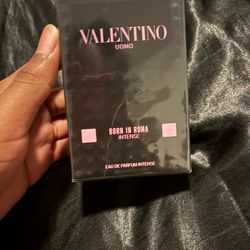 VALENTINO
UOMO
BORN IN ROMA
INTENSE
EAU DE PARFUM INTENSE